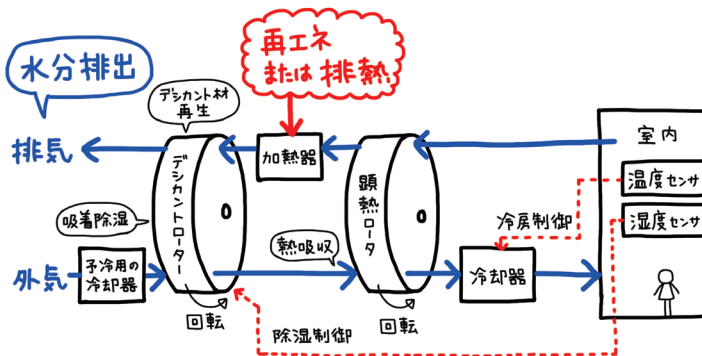 再エネ
または排熱
水分排出
デシカント材
再生
排気
加熱器
室内
デシカントローター
顕熱ロータ
温度センサ
吸着除湿
冷房制御
湿度センサ
熱吸収
外気
予冷用の
冷却器
冷却器
回転
除湿制御
回転